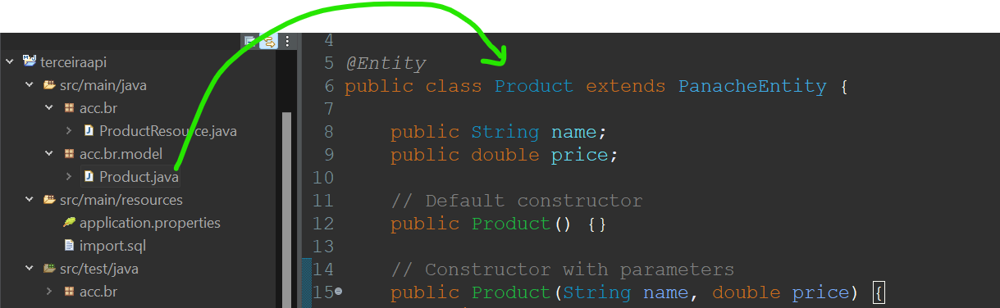 terceiraapi
src/main/java
acc.br
ProductResource.java
acc.br.model
Product.java
src/main/resources
application.properties
import.sql
src/test/java
acc.br
4
5 @Entity
6 public class Product extends PanacheEntity {
7
8 public String name;
9 public double price;
10
11 // Default constructor
12 public Product() {}
13
14 // Constructor with parameters
15 public Product(String name, double price) {